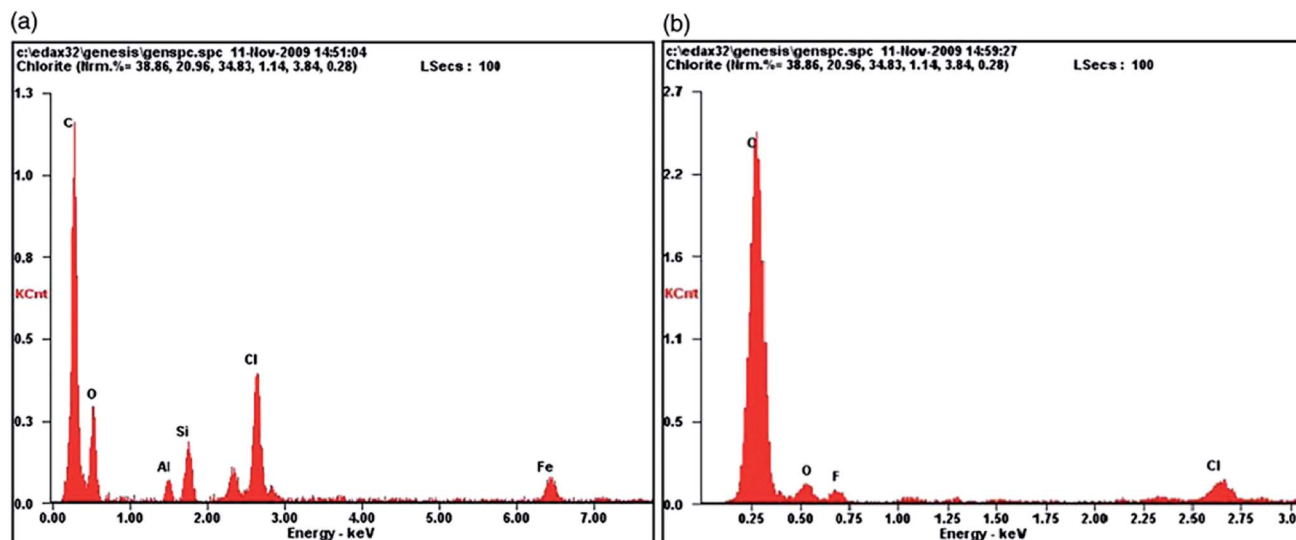 (a)
c:\edax32\genesis\genspc.spc 11-Nov-2009 14:51:04
Chlorite (Nrm.%= 38.86, 20.96, 34.83, 1.14, 3.84, 0.28) LSecs : 100
1.3
C
1.0
0.8
KCnt
0.5
Cl
O
0.3
Si
Al
Fe
0.0
0.00 1.00 2.00 3.00 4.00 5.00 6.00 7.00
Energy - keV
(b)
c:\edax32\genesis\genspc.spc 11-Nov-2009 14:59:27
Chlorite (Nrm.%= 38.86, 20.96, 34.83, 1.14, 3.84, 0.28) LSecs : 100
2.7
C
2.2
1.6
KCnt
1.1
0.5
O F Cl
0.0
0.25 0.50 0.75 1.00 1.25 1.50 1.75 2.00 2.25 2.50 2.75 3.0
Energy - keV